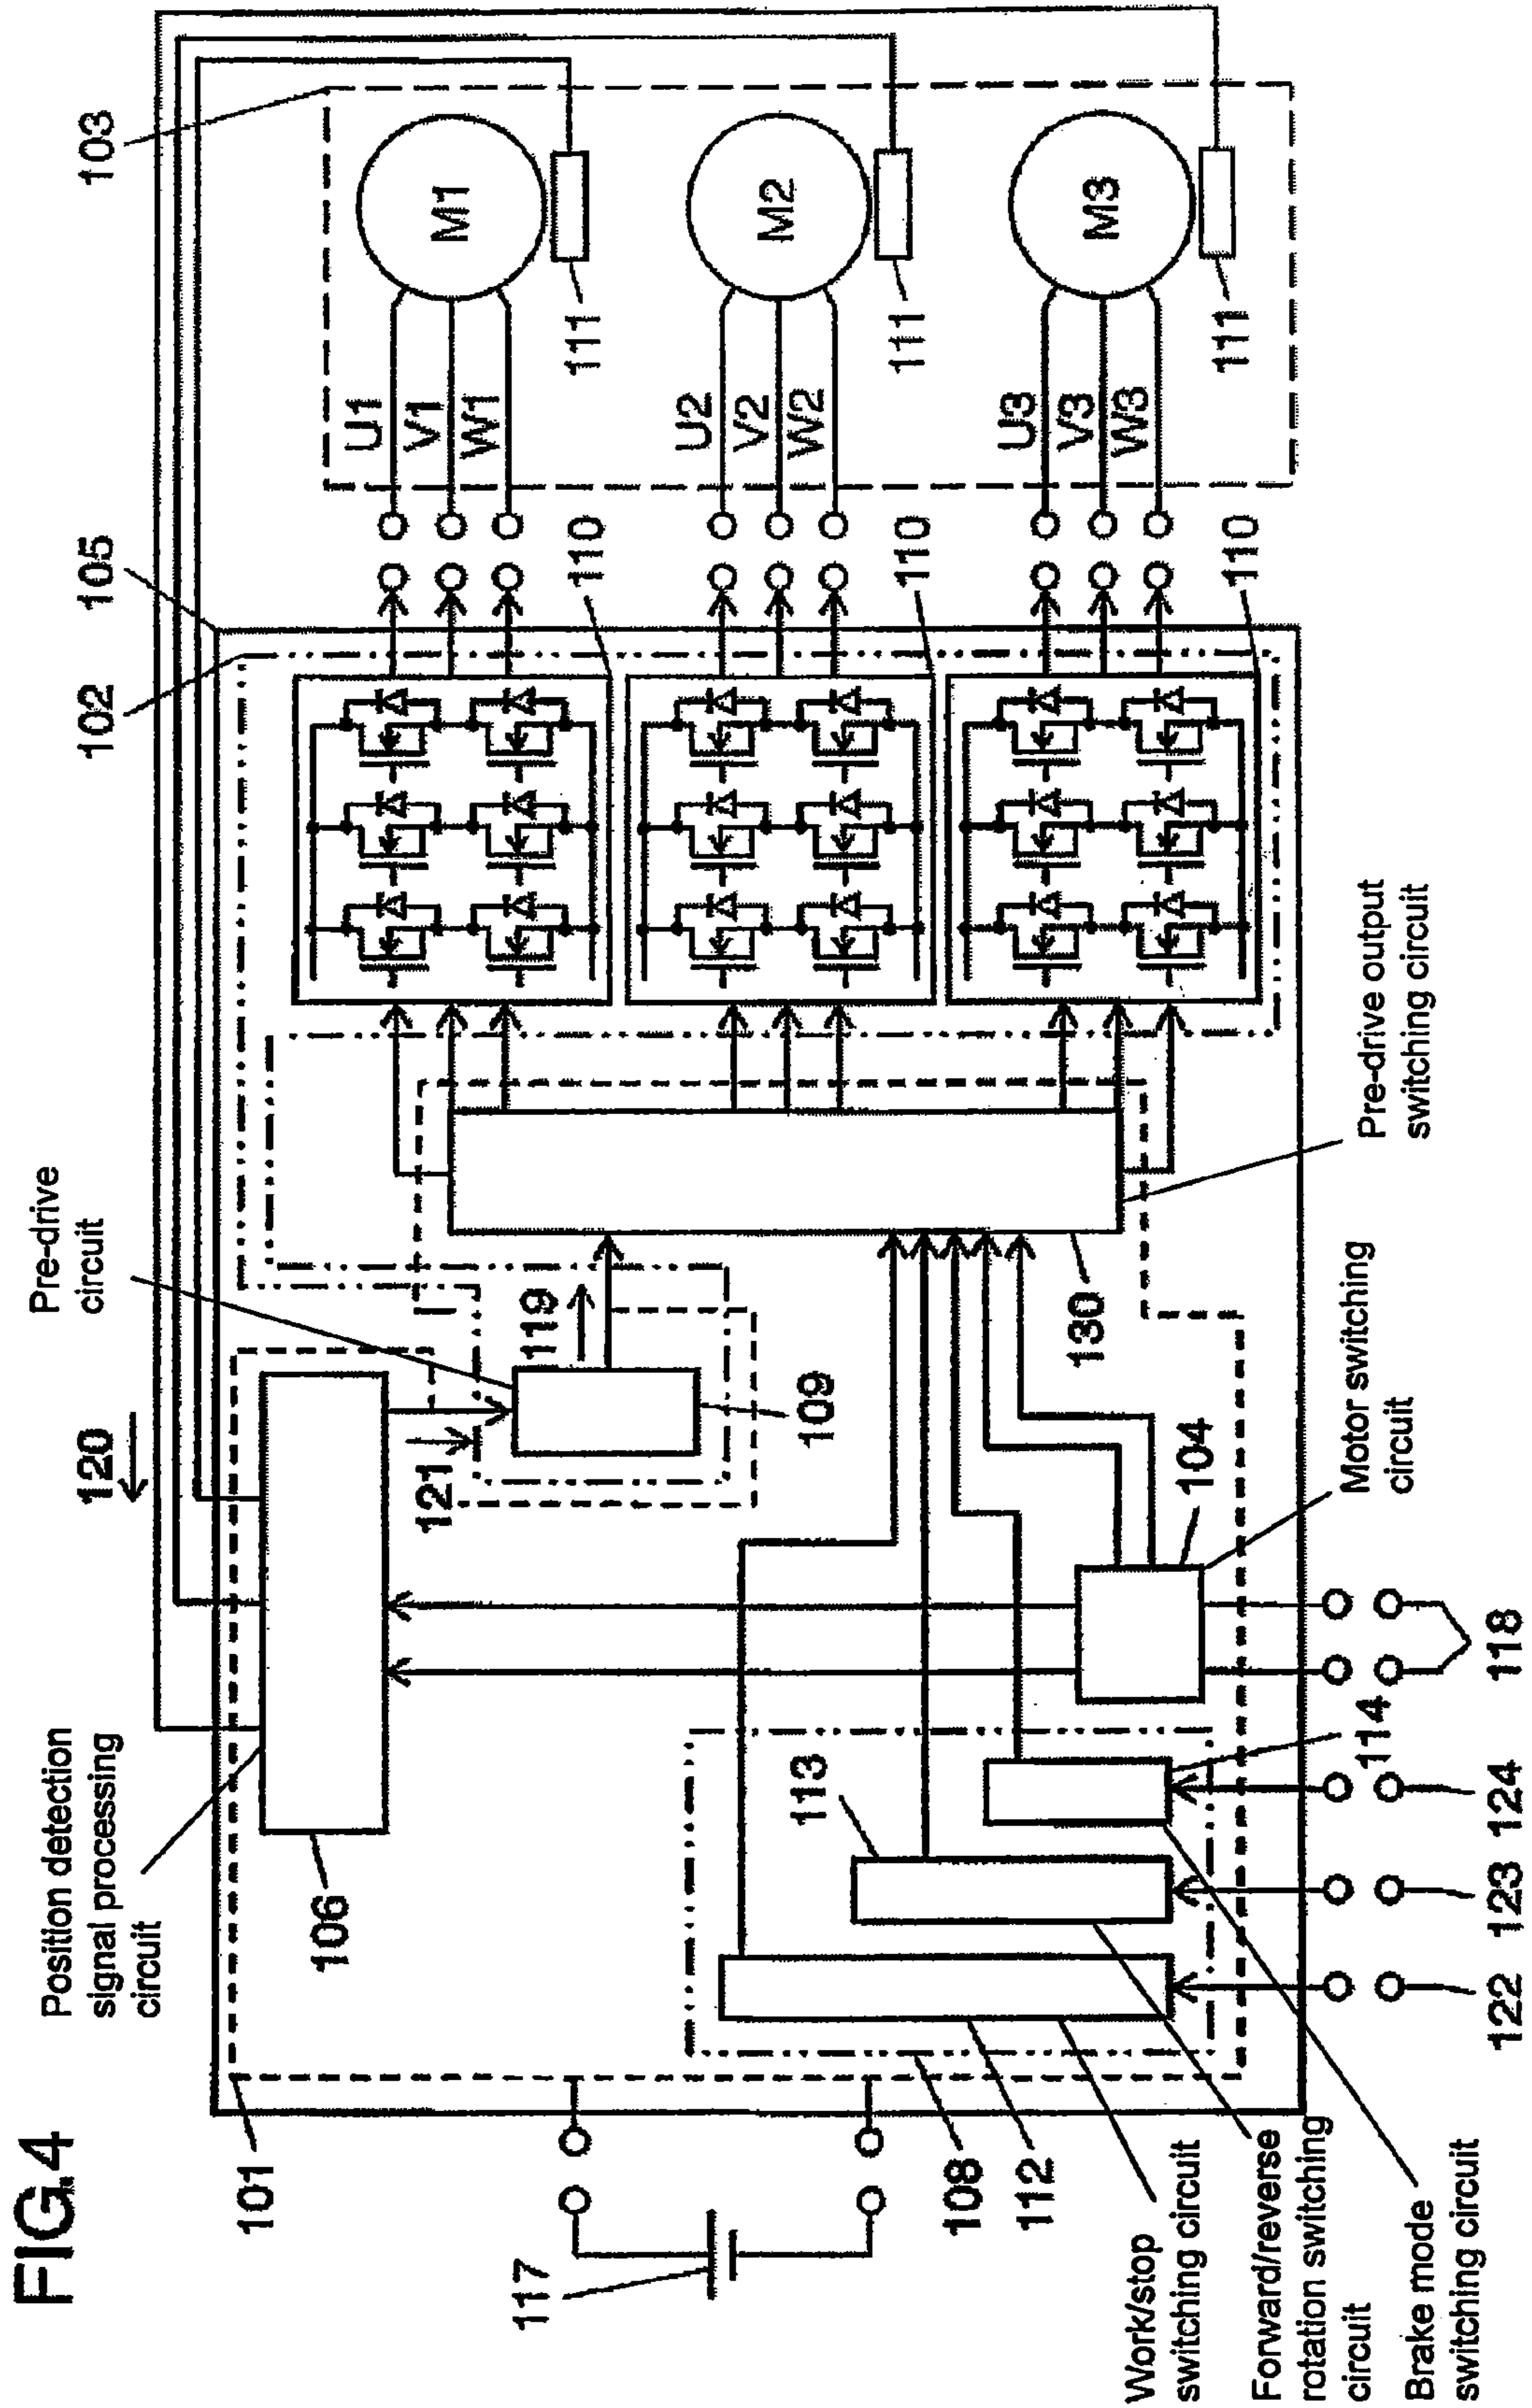 FIG.4
101
Position detection
signal processing
circuit
106
120
121
Pre-drive
circuit
119
109
102
105
103
U1
V1
W1
M1
111
110
U2
V2
W2
M2
111
110
U3
V3
W3
M3
111
110
Pre-drive output
switching circuit
130
Motor switching
circuit
104
118
114
113
124
123
122
117
108
112
Work/stop
switching circuit
Forward/reverse
rotation switching
circuit
Brake mode
switching circuit